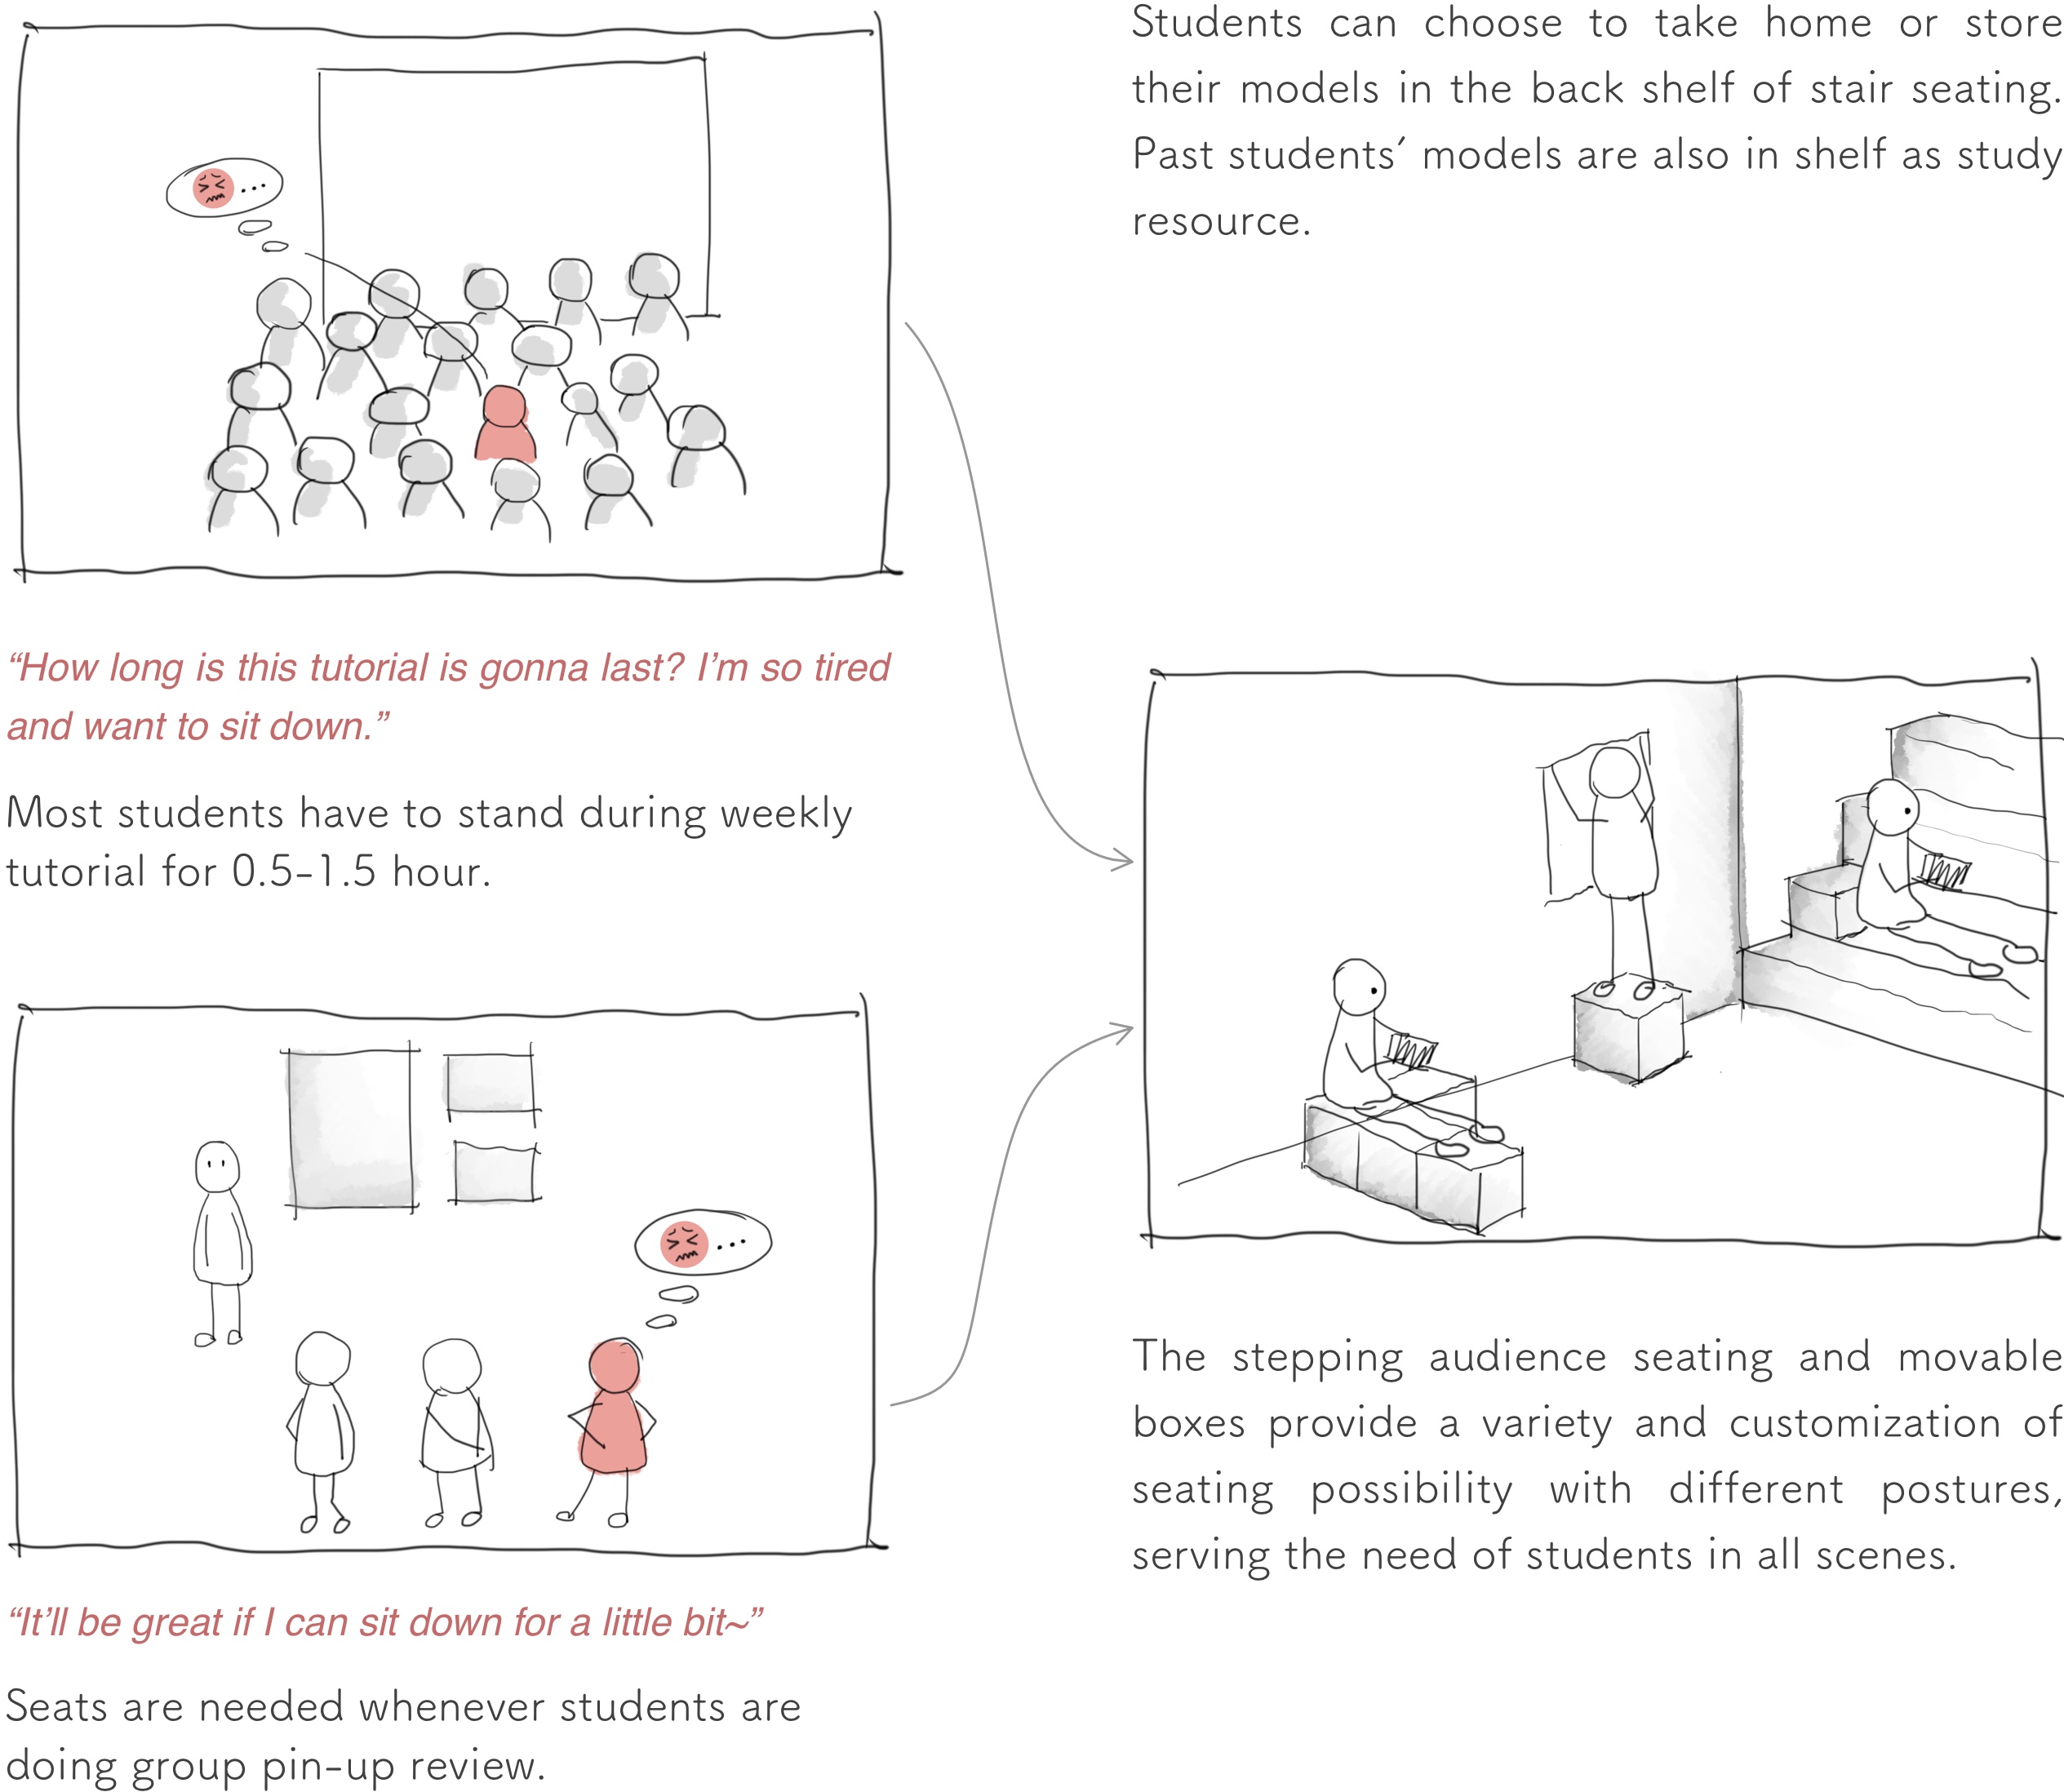 Students can choose to take home or store
their models in the back shelf of stair seating.
Past students’ models are also in shelf as study
resource.
“How long is this tutorial is gonna last? I’m so tired
and want to sit down.”
Most students have to stand during weekly
tutorial for 0.5–1.5 hour.
“It’ll be great if I can sit down for a little bit~”
Seats are needed whenever students are
doing group pin-up review.
The stepping audience seating and movable
boxes provide a variety and customization of
seating possibility with different postures,
serving the need of students in all scenes.